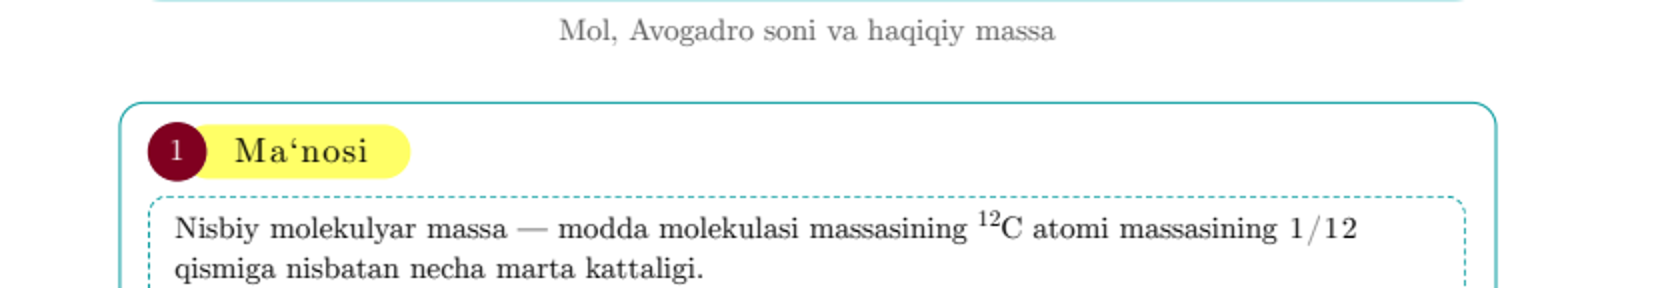 Mol, Avogadro soni va haqiqiy massa
1 Ma‘nosi
Nisbiy molekulyar massa — modda molekulasi massasining ¹²C atomi massasining 1/12
qismiga nisbatan necha marta kattaligi.